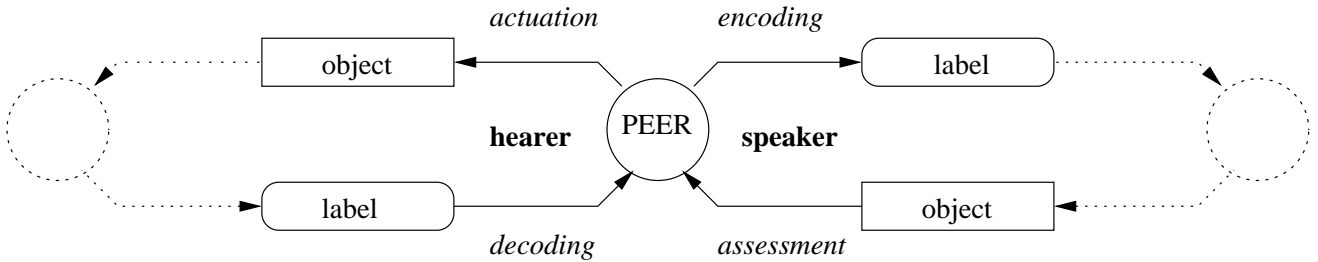 actuation encoding
object label
hearer PEER speaker
label object
decoding assessment